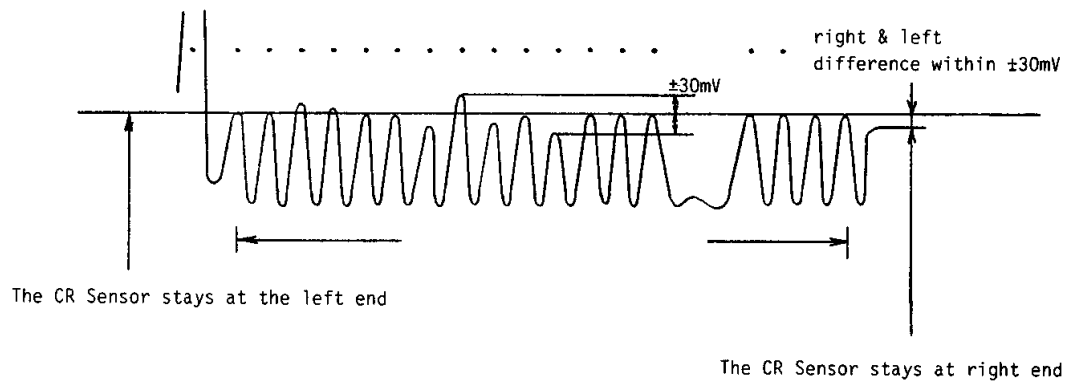 right & left
difference within ±30mV
±30mV
The CR Sensor stays at the left end
The CR Sensor stays at right end